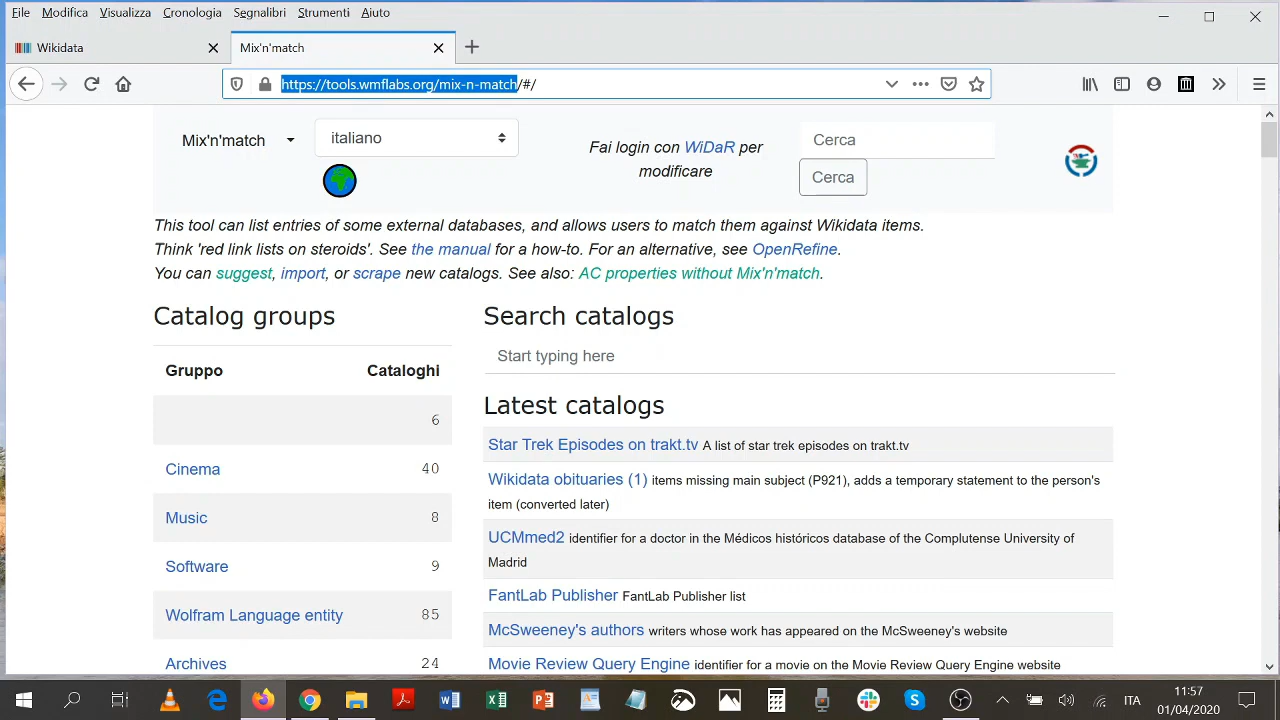 File Modifica Visualizza Cronologia Segnalibri Strumenti Aiuto
Wikidata
Mix'n'match
https://tools.wmflabs.org/mix-n-match/#/
Mix'n'match
italiano
Fai login con WiDaR per
modificare
Cerca
Cerca
This tool can list entries of some external databases, and allows users to match them against Wikidata items.
Think 'red link lists on steroids'. See the manual for a how-to. For an alternative, see OpenRefine.
You can suggest, import, or scrape new catalogs. See also: AC properties without Mix'n'match.
Catalog groups
Gruppo Cataloghi
6
Cinema 40
Music 8
Software 9
Wolfram Language entity 85
Archives 24
Search catalogs
Start typing here
Latest catalogs
Star Trek Episodes on trakt.tv A list of star trek episodes on trakt.tv
Wikidata obituaries (1) items missing main subject (P921), adds a temporary statement to the person's
item (converted later)
UCMmed2 identifier for a doctor in the Médicos históricos database of the Complutense University of
Madrid
FantLab Publisher FantLab Publisher list
McSweeney's authors writers whose work has appeared on the McSweeney's website
Movie Review Query Engine identifier for a movie on the Movie Review Query Engine website
ITA
11:57
01/04/2020